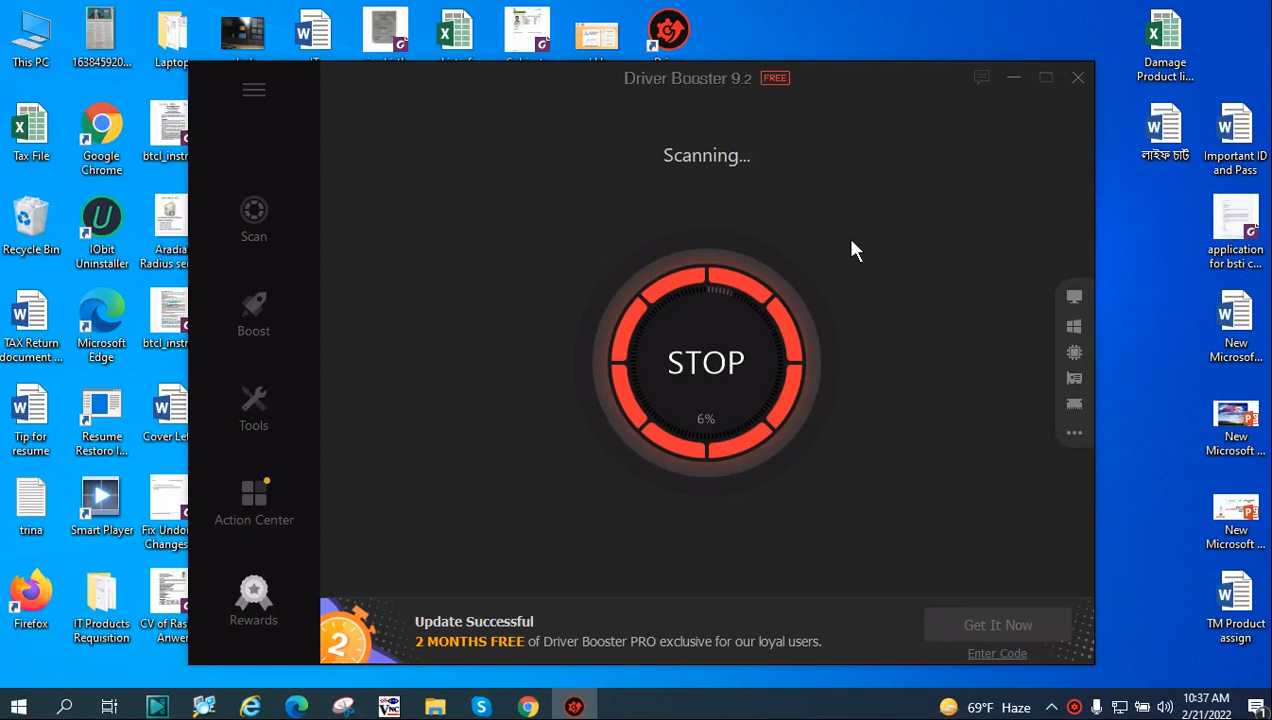 This PC
163845920...
Laptop
Damage
Product li...
Driver Booster 9.2 FREE
Scanning...
Tax File
Google
Chrome
btcl_instr
লাইফ চার্ট
Important ID
and Pass
Scan
Recycle Bin
IObit
Uninstaller
Aradial
Radius se
application
for bsti c...
Boost
TAX Return
document ...
Microsoft
Edge
btcl_instr
New
Microsof...
STOP
6%
Tools
Tip for
resume
Resume
Restoro I...
Cover Let
New
Microsoft ...
Action Center
trina
Smart Player
Fix Undoi
Changes
New
Microsoft ...
Rewards
Firefox
IT Products
Requisition
CV of Ras
Anwer
Update Successful
2 MONTHS FREE of Driver Booster PRO exclusive for our loyal users.
Get It Now
Enter Code
TM Product
assign
69°F Haze
10:37 AM
2/21/2022